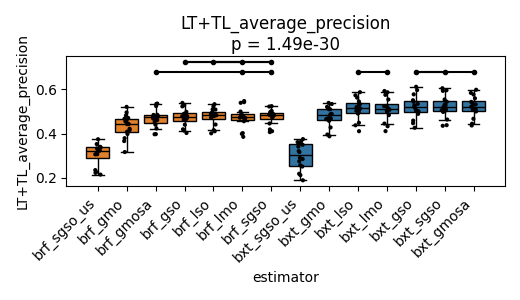 LT+TL_average_precision
p = 1.49e-30
LT+TL_average_precision
0.6
0.4
0.2
brf_sgso_us
brf_gmo
brf_gmosa
brf_gso
brf_lso
brf_lmo
brf_sgso
bxt_sgso_us
bxt_gmo
bxt_lso
bxt_lmo
bxt_gso
bxt_sgso
bxt_gmosa
estimator